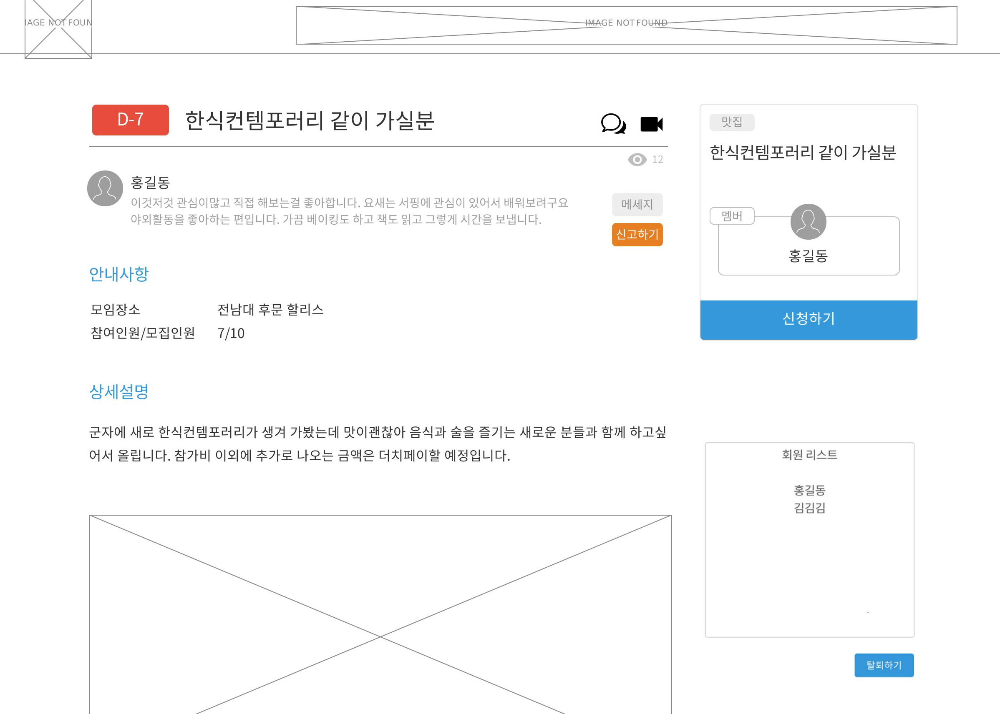 IAGE NOT FOUN
IMAGE NOT FOUND
D-7
한식컨템포러리 같이 가실분
12
홍길동
이것저것 관심이많고 직접 해보는걸 좋아합니다. 요새는 서핑에 관심이 있어서 배워보려구요
야외활동을 좋아하는 편입니다. 가끔 베이킹도 하고 책도 읽고 그렇게 시간을 보냅니다.
메세지
신고하기
안내사항
모임장소 전남대 후문 할리스
참여인원/모집인원 7/10
상세설명
군자에 새로 한식컨템포러리가 생겨 가봤는데 맛이괜찮아 음식과 술을 즐기는 새로운 분들과 함께 하고싶
어서 올립니다. 참가비 이외에 추가로 나오는 금액은 더치페이할 예정입니다.
맛집
한식컨템포러리 같이 가실분
멤버
홍길동
신청하기
회원 리스트
홍길동
김김김
탈퇴하기